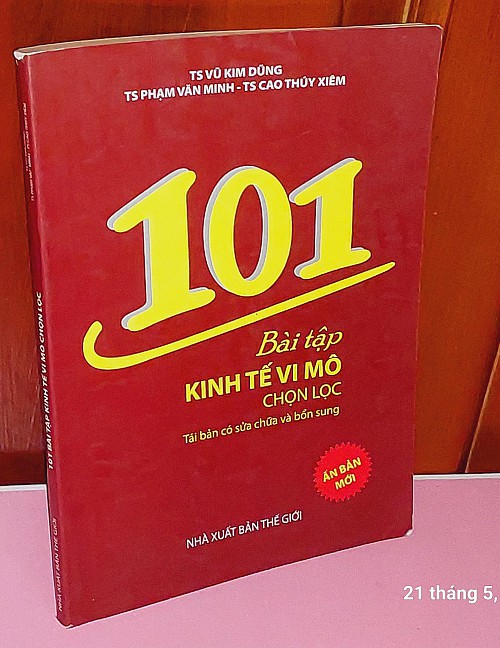 TS VŨ KIM DŨNG
TS PHẠM VĂN MINH - TS CAO THÚY XIÊM
101
Bài tập
KINH TẾ VI MÔ
CHỌN LỌC
Tái bản có sửa chữa và bổn sung
ẤN BẢN
MỚI
NHÀ XUẤT BẢN THẾ GIỚI
101 BÀI TẬP KINH TẾ VI MÔ CHỌN LỌC
NHÀ XUẤT BẢN THẾ GIỚI
21 tháng 5,